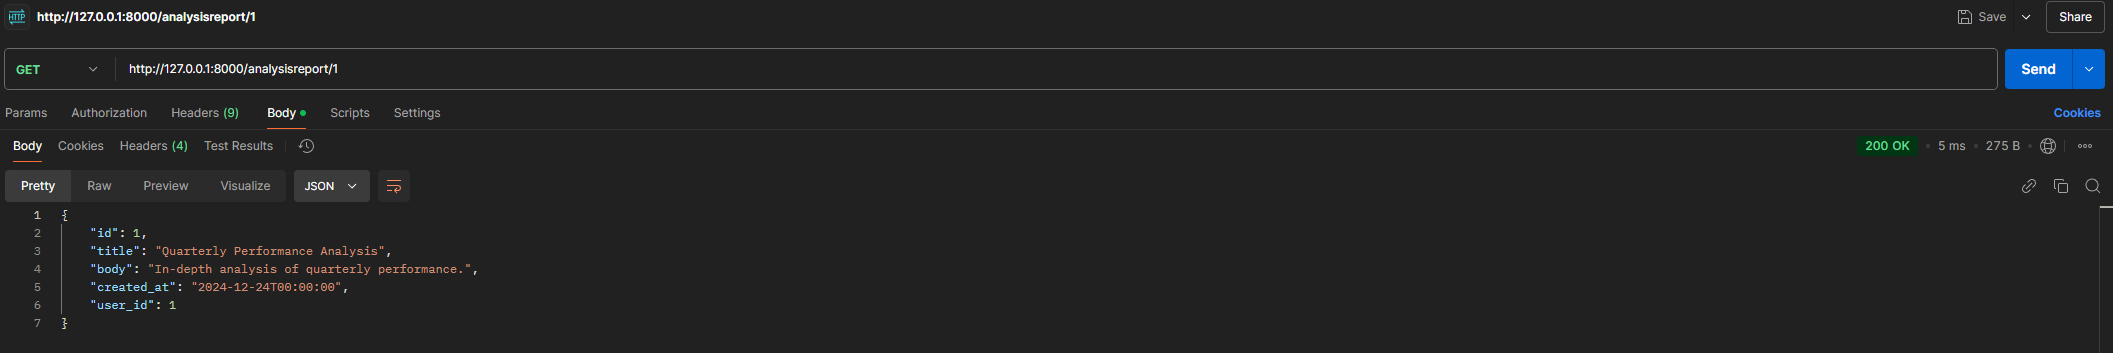 HTTP http://127.0.0.1:8000/analysisreport/1 Save Share
GET http://127.0.0.1:8000/analysisreport/1 Send
Params Authorization Headers (9) Body Scripts Settings Cookies
Body Cookies Headers (4) Test Results 200 OK 5 ms 275 B
Pretty Raw Preview Visualize JSON
1 {
2 "id": 1,
3 "title": "Quarterly Performance Analysis",
4 "body": "In-depth analysis of quarterly performance.",
5 "created_at": "2024-12-24T00:00:00",
6 "user_id": 1
7 }